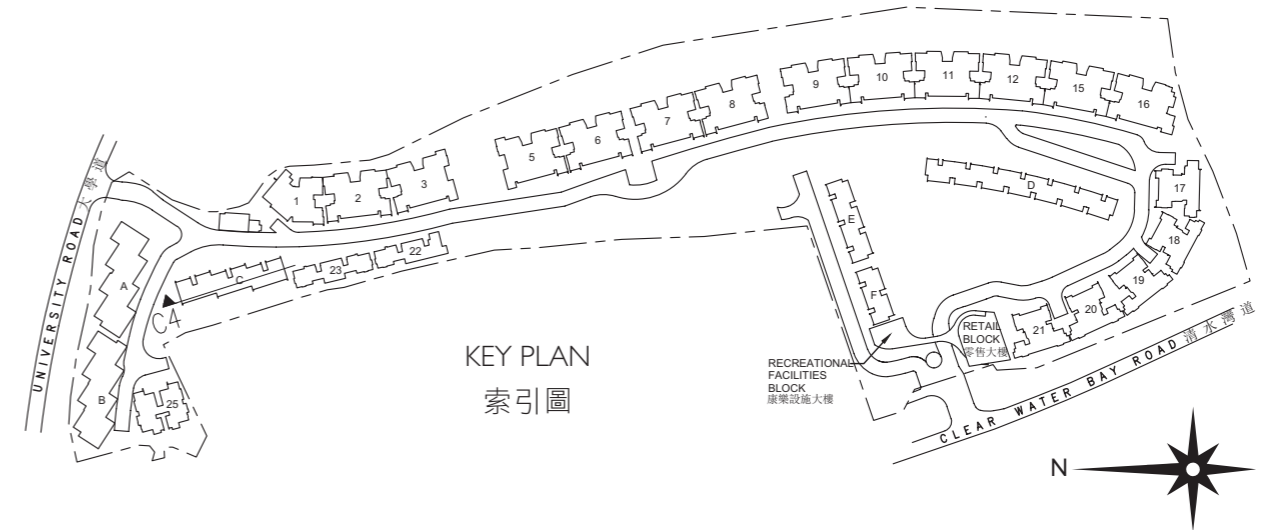 9
10
11
12
15
16
8
7
6
5
3
2
1
17
18
19
20
21
D
E
F
22
23
C
C4
A
B
25
UNIVERSITY ROAD 大學道
KEY PLAN
索引圖
RETAIL
BLOCK
零售大樓
RECREATIONAL
FACILITIES
BLOCK
康樂設施大樓
CLEAR WATER BAY ROAD 清水灣道
N